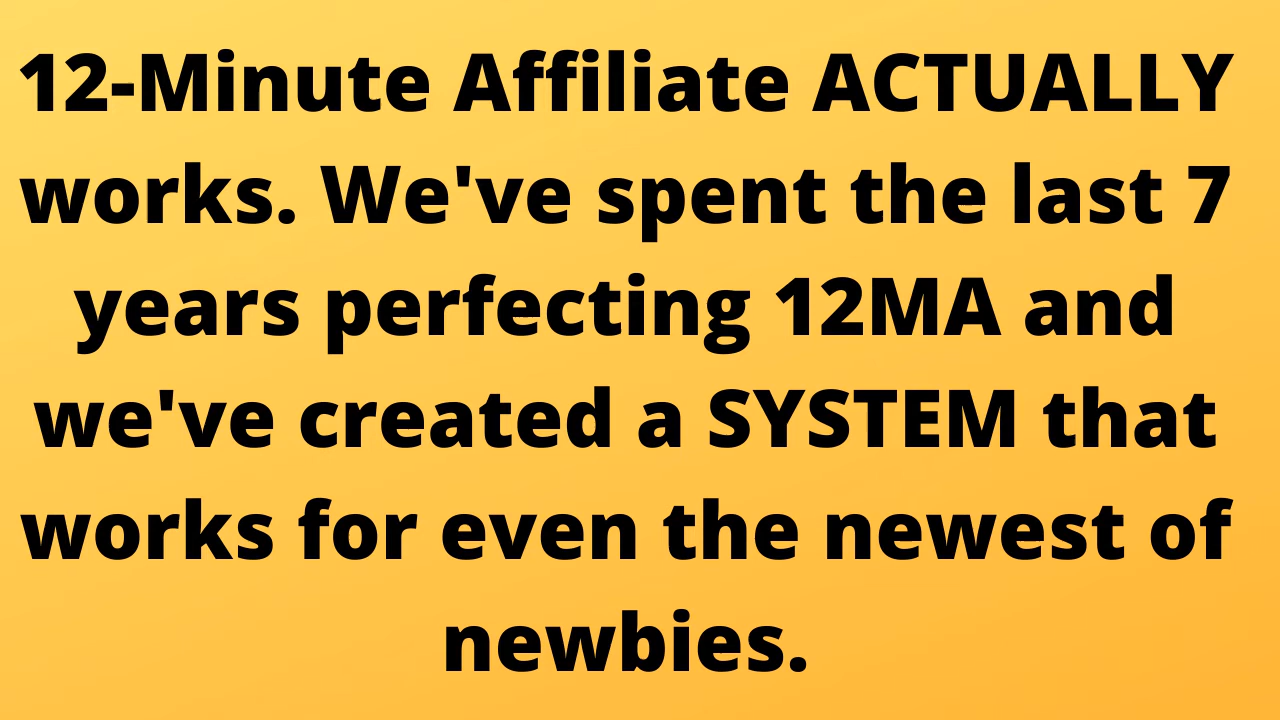 12-Minute Affiliate ACTUALLY
works. We've spent the last 7
years perfecting 12MA and
we've created a SYSTEM that
works for even the newest of
newbies.